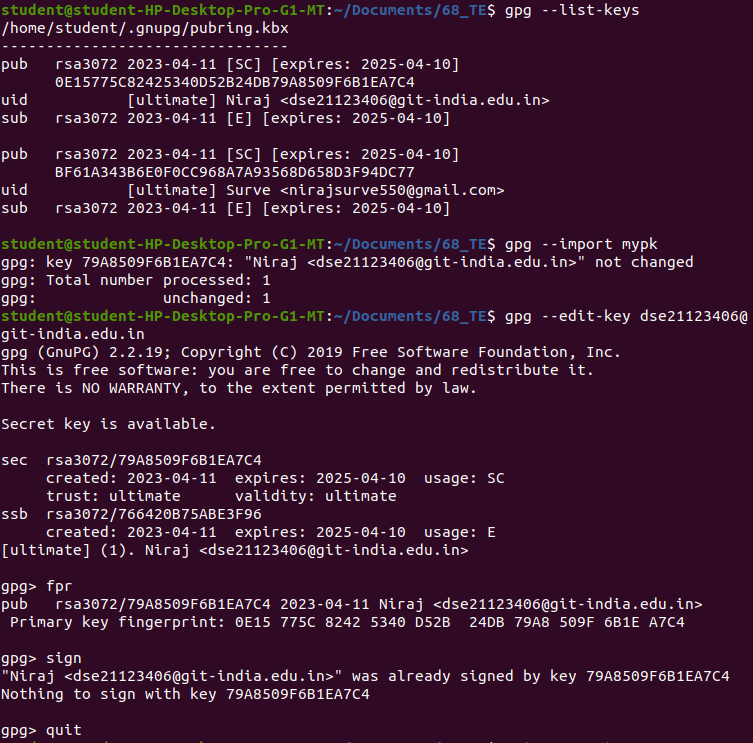 student@student-HP-Desktop-Pro-G1-MT:~/Documents/68_TE$ gpg --list-keys
/home/student/.gnupg/pubring.kbx
--------------------------------
pub   rsa3072 2023-04-11 [SC] [expires: 2025-04-10]
      0E15775C82425340D52B24DB79A8509F6B1EA7C4
uid           [ultimate] Niraj <dse21123406@git-india.edu.in>
sub   rsa3072 2023-04-11 [E] [expires: 2025-04-10]

pub   rsa3072 2023-04-11 [SC] [expires: 2025-04-10]
      BF61A343B6E0F0CC968A7A93568D658D3F94DC77
uid           [ultimate] Surve <nirajsurve550@gmail.com>
sub   rsa3072 2023-04-11 [E] [expires: 2025-04-10]

student@student-HP-Desktop-Pro-G1-MT:~/Documents/68_TE$ gpg --import mypk
gpg: key 79A8509F6B1EA7C4: "Niraj <dse21123406@git-india.edu.in>" not changed
gpg: Total number processed: 1
gpg:              unchanged: 1
student@student-HP-Desktop-Pro-G1-MT:~/Documents/68_TE$ gpg --edit-key dse21123406@
git-india.edu.in
gpg (GnuPG) 2.2.19; Copyright (C) 2019 Free Software Foundation, Inc.
This is free software: you are free to change and redistribute it.
There is NO WARRANTY, to the extent permitted by law.

Secret key is available.

sec  rsa3072/79A8509F6B1EA7C4
     created: 2023-04-11  expires: 2025-04-10  usage: SC
     trust: ultimate      validity: ultimate
ssb  rsa3072/766420B75ABE3F96
     created: 2023-04-11  expires: 2025-04-10  usage: E
[ultimate] (1). Niraj <dse21123406@git-india.edu.in>

gpg> fpr
pub   rsa3072/79A8509F6B1EA7C4 2023-04-11 Niraj <dse21123406@git-india.edu.in>
 Primary key fingerprint: 0E15 775C 8242 5340 D52B  24DB 79A8 509F 6B1E A7C4

gpg> sign
"Niraj <dse21123406@git-india.edu.in>" was already signed by key 79A8509F6B1EA7C4
Nothing to sign with key 79A8509F6B1EA7C4

gpg> quit